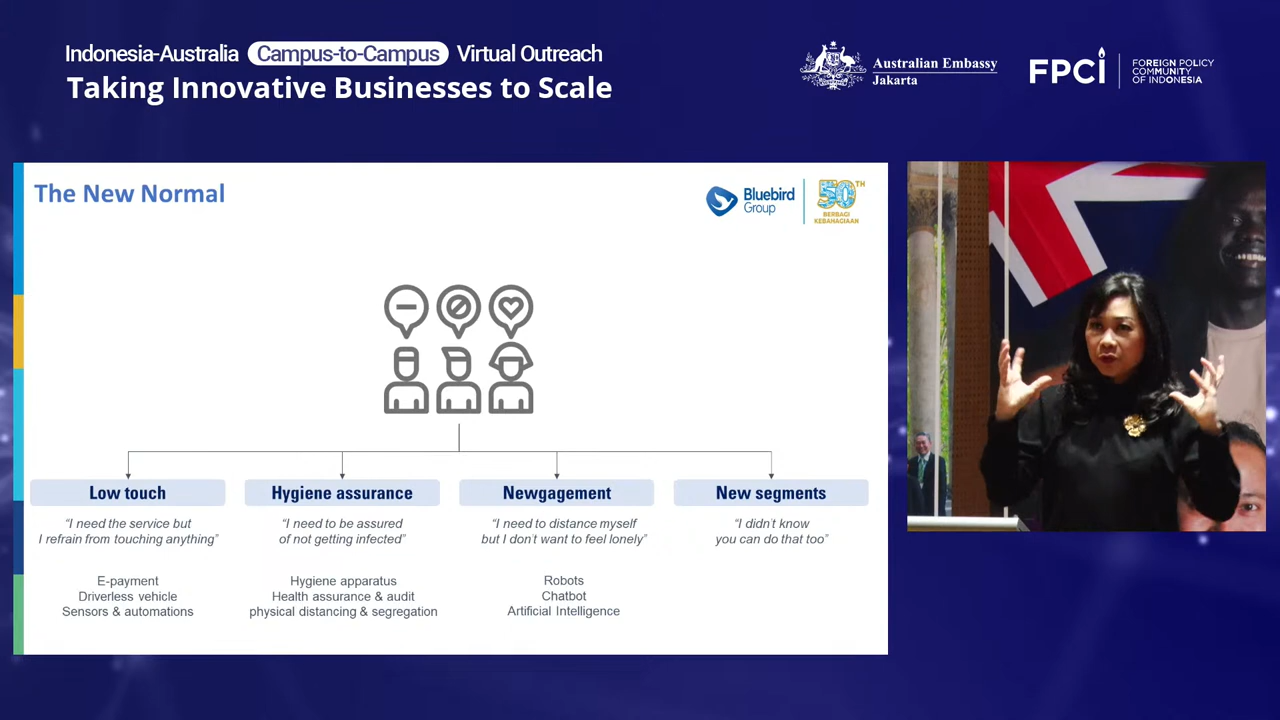 Indonesia-Australia Campus-to-Campus Virtual Outreach
Taking Innovative Businesses to Scale
Australian Embassy
Jakarta
FPCI
FOREIGN POLICY
COMMUNITY
OF INDONESIA
The New Normal
Bluebird
Group
50TH
BERBAGI
KEBAHAGIAAN
Low touch
"I need the service but
I refrain from touching anything"
E-payment
Driverless vehicle
Sensors & automations
Hygiene assurance
"I need to be assured
of not getting infected"
Hygiene apparatus
Health assurance & audit
physical distancing & segregation
Newgagement
"I need to distance myself
but I don't want to feel lonely"
Robots
Chatbot
Artificial Intelligence
New segments
"I didn't know
you can do that too"